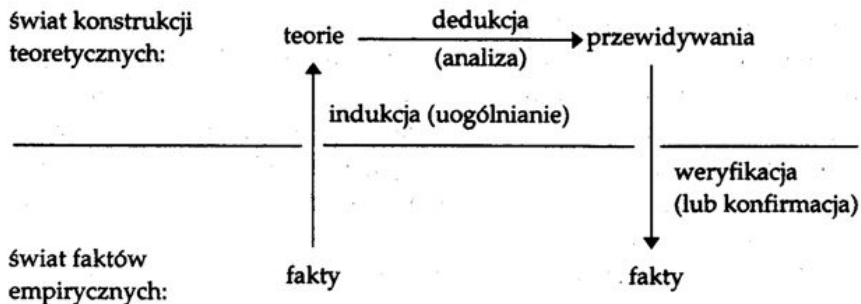 świat konstrukcji
teoretycznych:
teorie
dedukcja
(analiza)
przewidywania
indukcja (uogólnianie)
weryfikacja
(lub konfirmacja)
świat faktów
empirycznych:
fakty
fakty